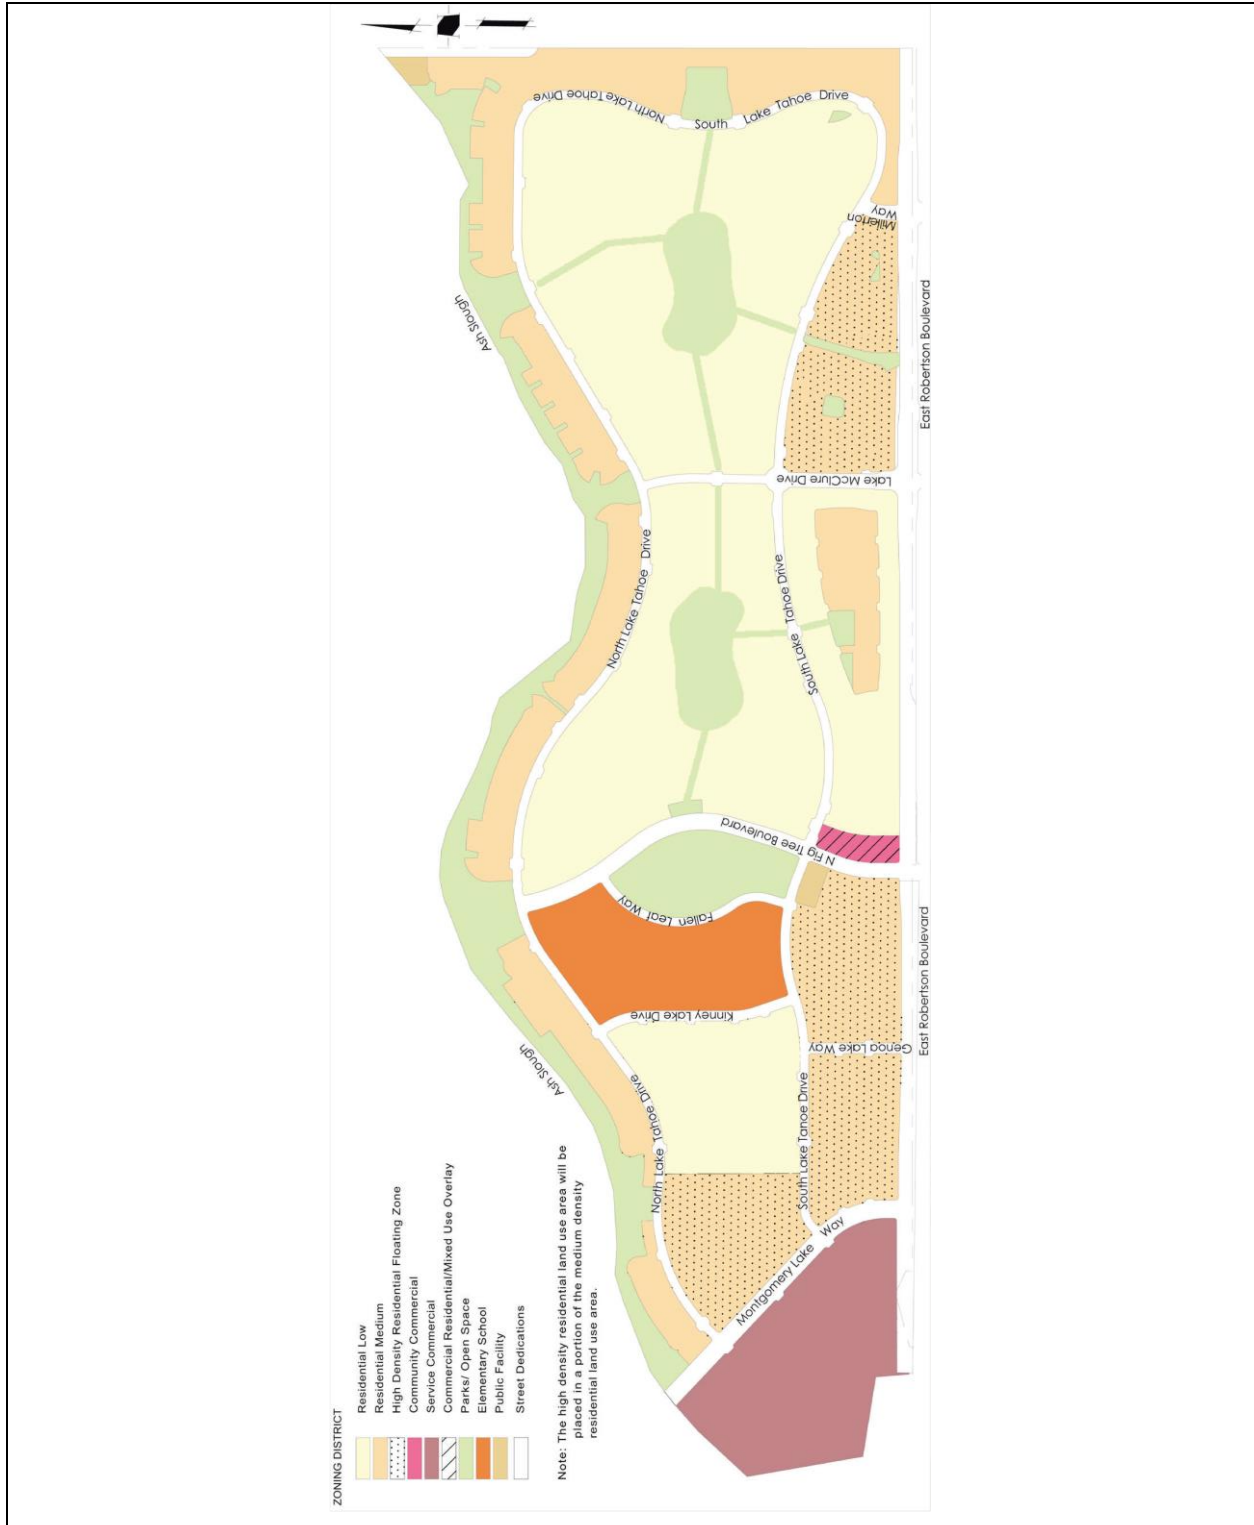 ZONING DISTRICT
Residential Low
Residential Medium
High Density Residential Floating Zone
Community Commercial
Service Commercial
Commercial Residential/Mixed Use Overlay
Parks/ Open Space
Elementary School
Public Facility
Street Dedications
Note: The high density residential land use area will be
placed in a portion of the medium density
residential land use area.
Ash Slough
Ash Slough
North Lake Tahoe Drive
North Lake Tahoe Drive
North Lake Tahoe Drive
South Lake Tahoe Drive
Millerton
Way
East Robertson Boulevard
Lake McClure Drive
South Lake Tahoe Drive
N Fig Tree Boulevard
Fallen Leaf Way
Kinney Lake Drive
Genoa Lake Way
East Robertson Boulevard
South Lake Tahoe Drive
Montgomery Lake Way